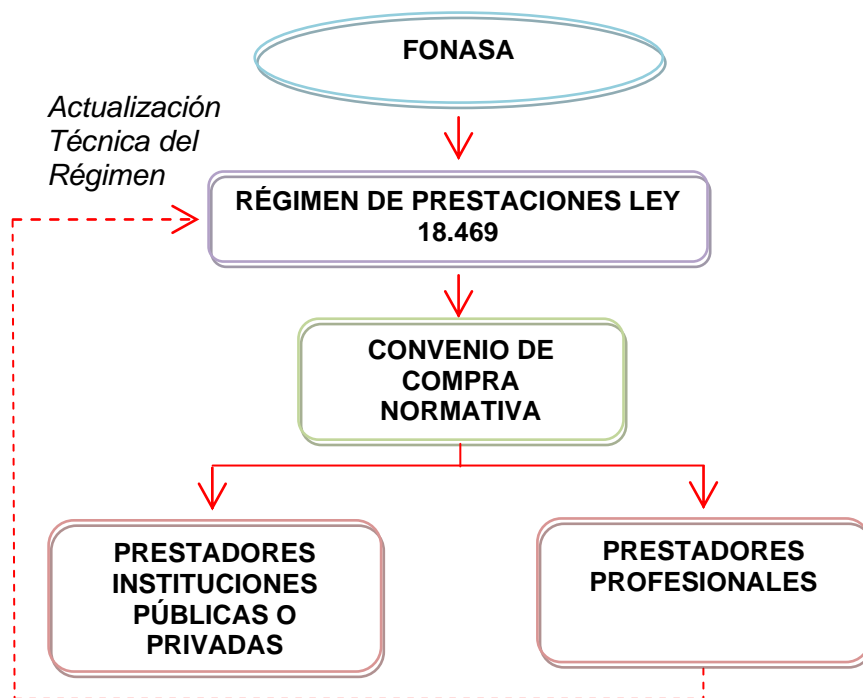 FONASA
Actualización
Técnica del
Régimen
RÉGIMEN DE PRESTACIONES LEY
18.469
CONVENIO DE
COMPRA
NORMATIVA
PRESTADORES
INSTITUCIONES
PÚBLICAS O
PRIVADAS
PRESTADORES
PROFESIONALES